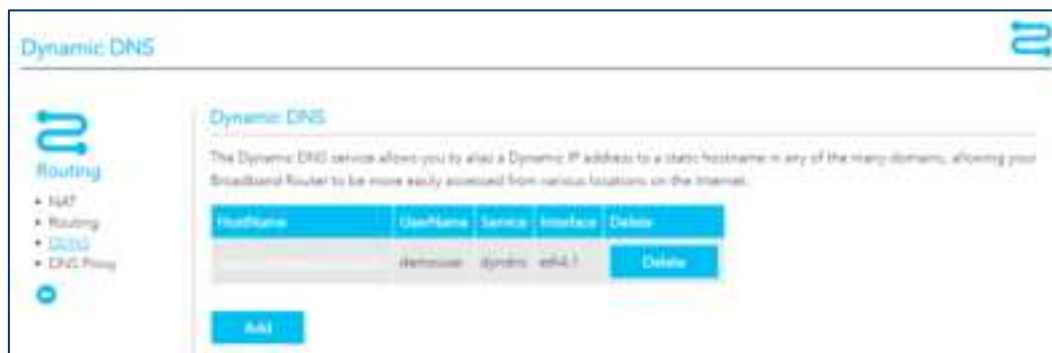 Dynamic DNS
Routing
NAT
Routing
DDNS
DNS Proxy
Dynamic DNS
The Dynamic DNS service allows you to alias a Dynamic IP address to a static hostname in any of the many domains, allowing your
Broadband Router to be more easily accessed from various locations on the Internet.
HostName UserName Service Interface Delete
demouser dyndns eth4.1 Delete
Add